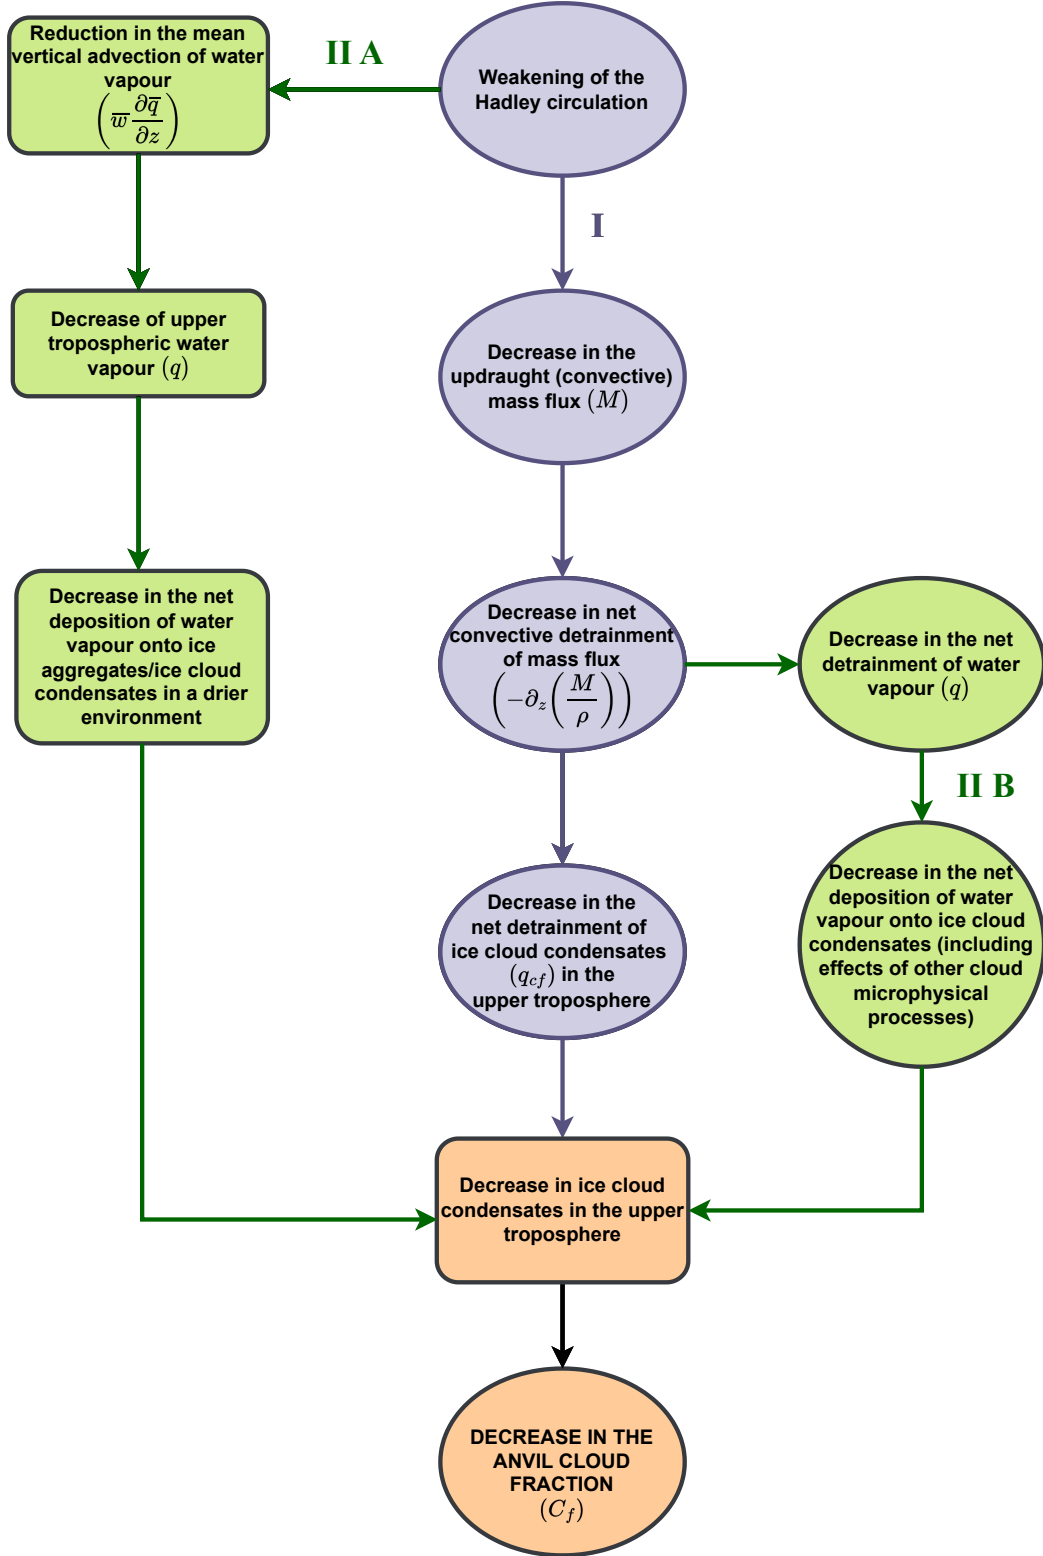 Reduction in the mean
vertical advection of water
vapour
(w̅ ∂q̅/∂z)
II A
Weakening of the
Hadley circulation
I
Decrease of upper
tropospheric water
vapour (q)
Decrease in the
updraught (convective)
mass flux (M)
Decrease in the net
deposition of water
vapour onto ice
aggregates/ice cloud
condensates in a drier
environment
Decrease in net
convective detrainment
of mass flux
(−∂z(M/ρ))
Decrease in the net
detrainment of water
vapour (q)
II B
Decrease in the
net detrainment of
ice cloud condensates
(qcf) in the
upper troposphere
Decrease in the net
deposition of water
vapour onto ice cloud
condensates (including
effects of other cloud
microphysical
processes)
Decrease in ice cloud
condensates in the upper
troposphere
DECREASE IN THE
ANVIL CLOUD
FRACTION
(Cf)